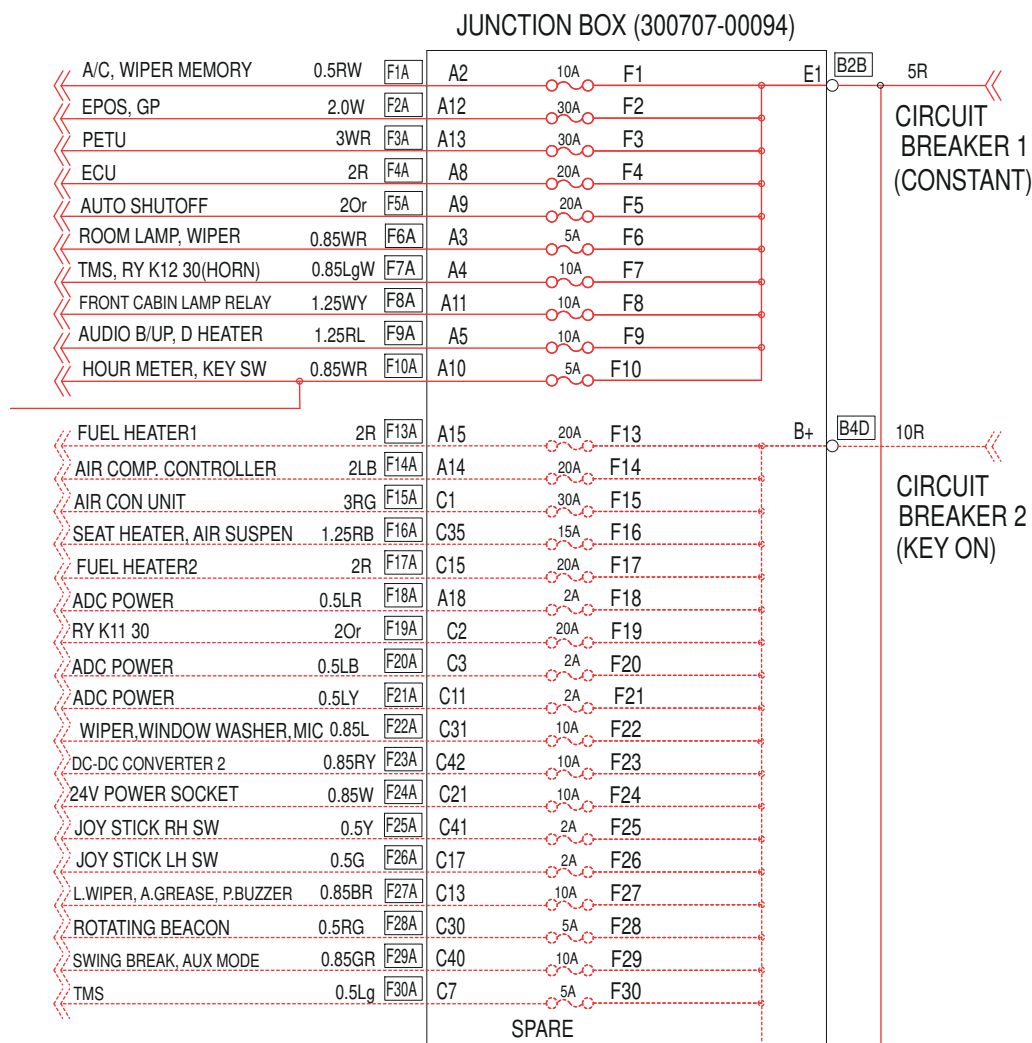 JUNCTION BOX (300707-00094)
A/C, WIPER MEMORY 0.5RW F1A A2 10A F1 E1 B2B 5R
EPOS, GP 2.0W F2A A12 30A F2
CIRCUIT
BREAKER 1
(CONSTANT)
PETU 3WR F3A A13 30A F3
ECU 2R F4A A8 20A F4
AUTO SHUTOFF 2Or F5A A9 20A F5
ROOM LAMP, WIPER 0.85WR F6A A3 5A F6
TMS, RY K12 30(HORN) 0.85LgW F7A A4 10A F7
FRONT CABIN LAMP RELAY 1.25WY F8A A11 10A F8
AUDIO B/UP, D HEATER 1.25RL F9A A5 10A F9
HOUR METER, KEY SW 0.85WR F10A A10 5A F10
FUEL HEATER1 2R F13A A15 20A F13 B+ B4D 10R
AIR COMP. CONTROLLER 2LB F14A A14 20A F14
CIRCUIT
BREAKER 2
(KEY ON)
AIR CON UNIT 3RG F15A C1 30A F15
SEAT HEATER, AIR SUSPEN 1.25RB F16A C35 15A F16
FUEL HEATER2 2R F17A C15 20A F17
ADC POWER 0.5LR F18A A18 2A F18
RY K11 30 2Or F19A C2 20A F19
ADC POWER 0.5LB F20A C3 2A F20
ADC POWER 0.5LY F21A C11 2A F21
WIPER,WINDOW WASHER,MIC 0.85L F22A C31 10A F22
DC-DC CONVERTER 2 0.85RY F23A C42 10A F23
24V POWER SOCKET 0.85W F24A C21 10A F24
JOY STICK RH SW 0.5Y F25A C41 2A F25
JOY STICK LH SW 0.5G F26A C17 2A F26
L.WIPER, A.GREASE, P.BUZZER 0.85BR F27A C13 10A F27
ROTATING BEACON 0.5RG F28A C30 5A F28
SWING BREAK, AUX MODE 0.85GR F29A C40 10A F29
TMS 0.5Lg F30A C7 5A F30
SPARE